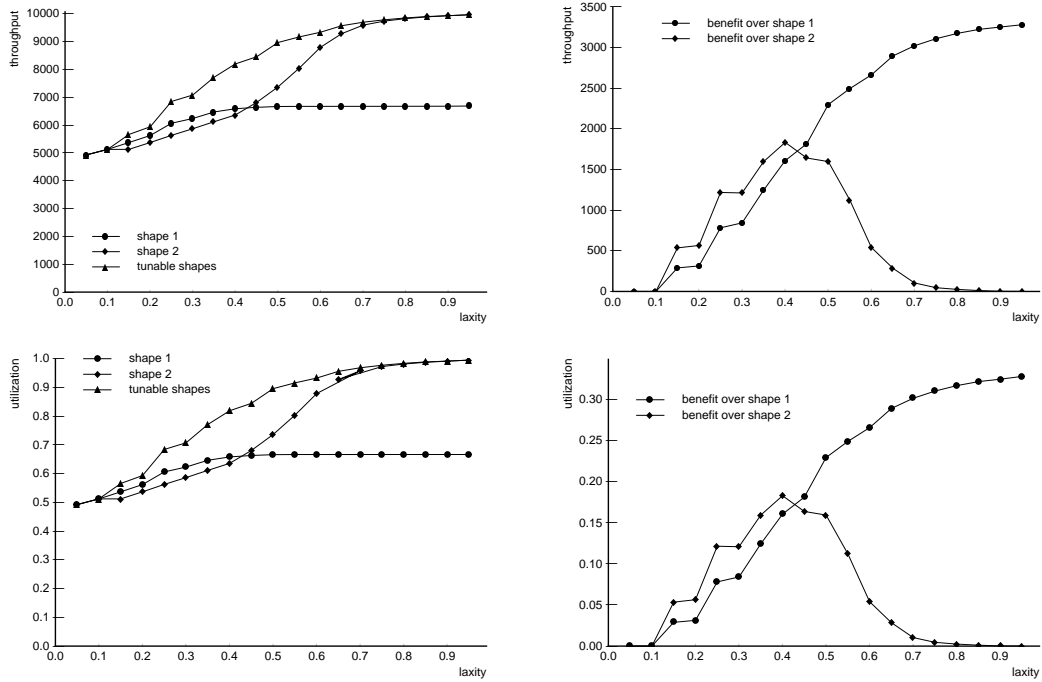 throughput
10000
9000
8000
7000
6000
5000
4000
3000
2000
1000
0
shape 1
shape 2
tunable shapes
0.0 0.1 0.2 0.3 0.4 0.5 0.6 0.7 0.8 0.9
laxity
throughput
3500
3000
2500
2000
1500
1000
500
0
benefit over shape 1
benefit over shape 2
0.0 0.1 0.2 0.3 0.4 0.5 0.6 0.7 0.8 0.9
laxity
utilization
1.0
0.9
0.8
0.7
0.6
0.5
0.4
0.3
0.2
0.1
0.0
shape 1
shape 2
tunable shapes
0.0 0.1 0.2 0.3 0.4 0.5 0.6 0.7 0.8 0.9
laxity
utilization
0.30
0.25
0.20
0.15
0.10
0.05
0.00
benefit over shape 1
benefit over shape 2
0.0 0.1 0.2 0.3 0.4 0.5 0.6 0.7 0.8 0.9
laxity